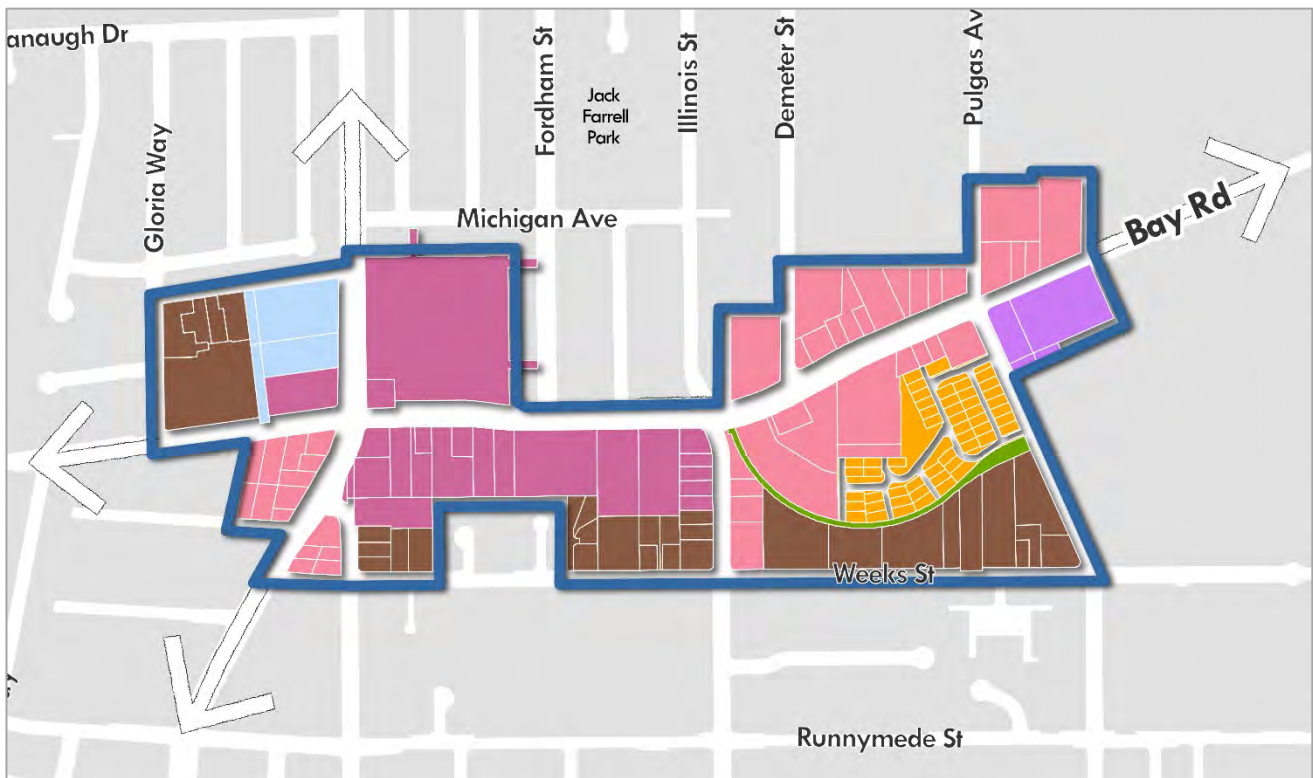 anaugh Dr
Gloria Way
Fordham St
Jack
Farrell
Park
Illinois St
Demeter St
Pulgas Av
Michigan Ave
Bay Rd
Weeks St
Runnymede St